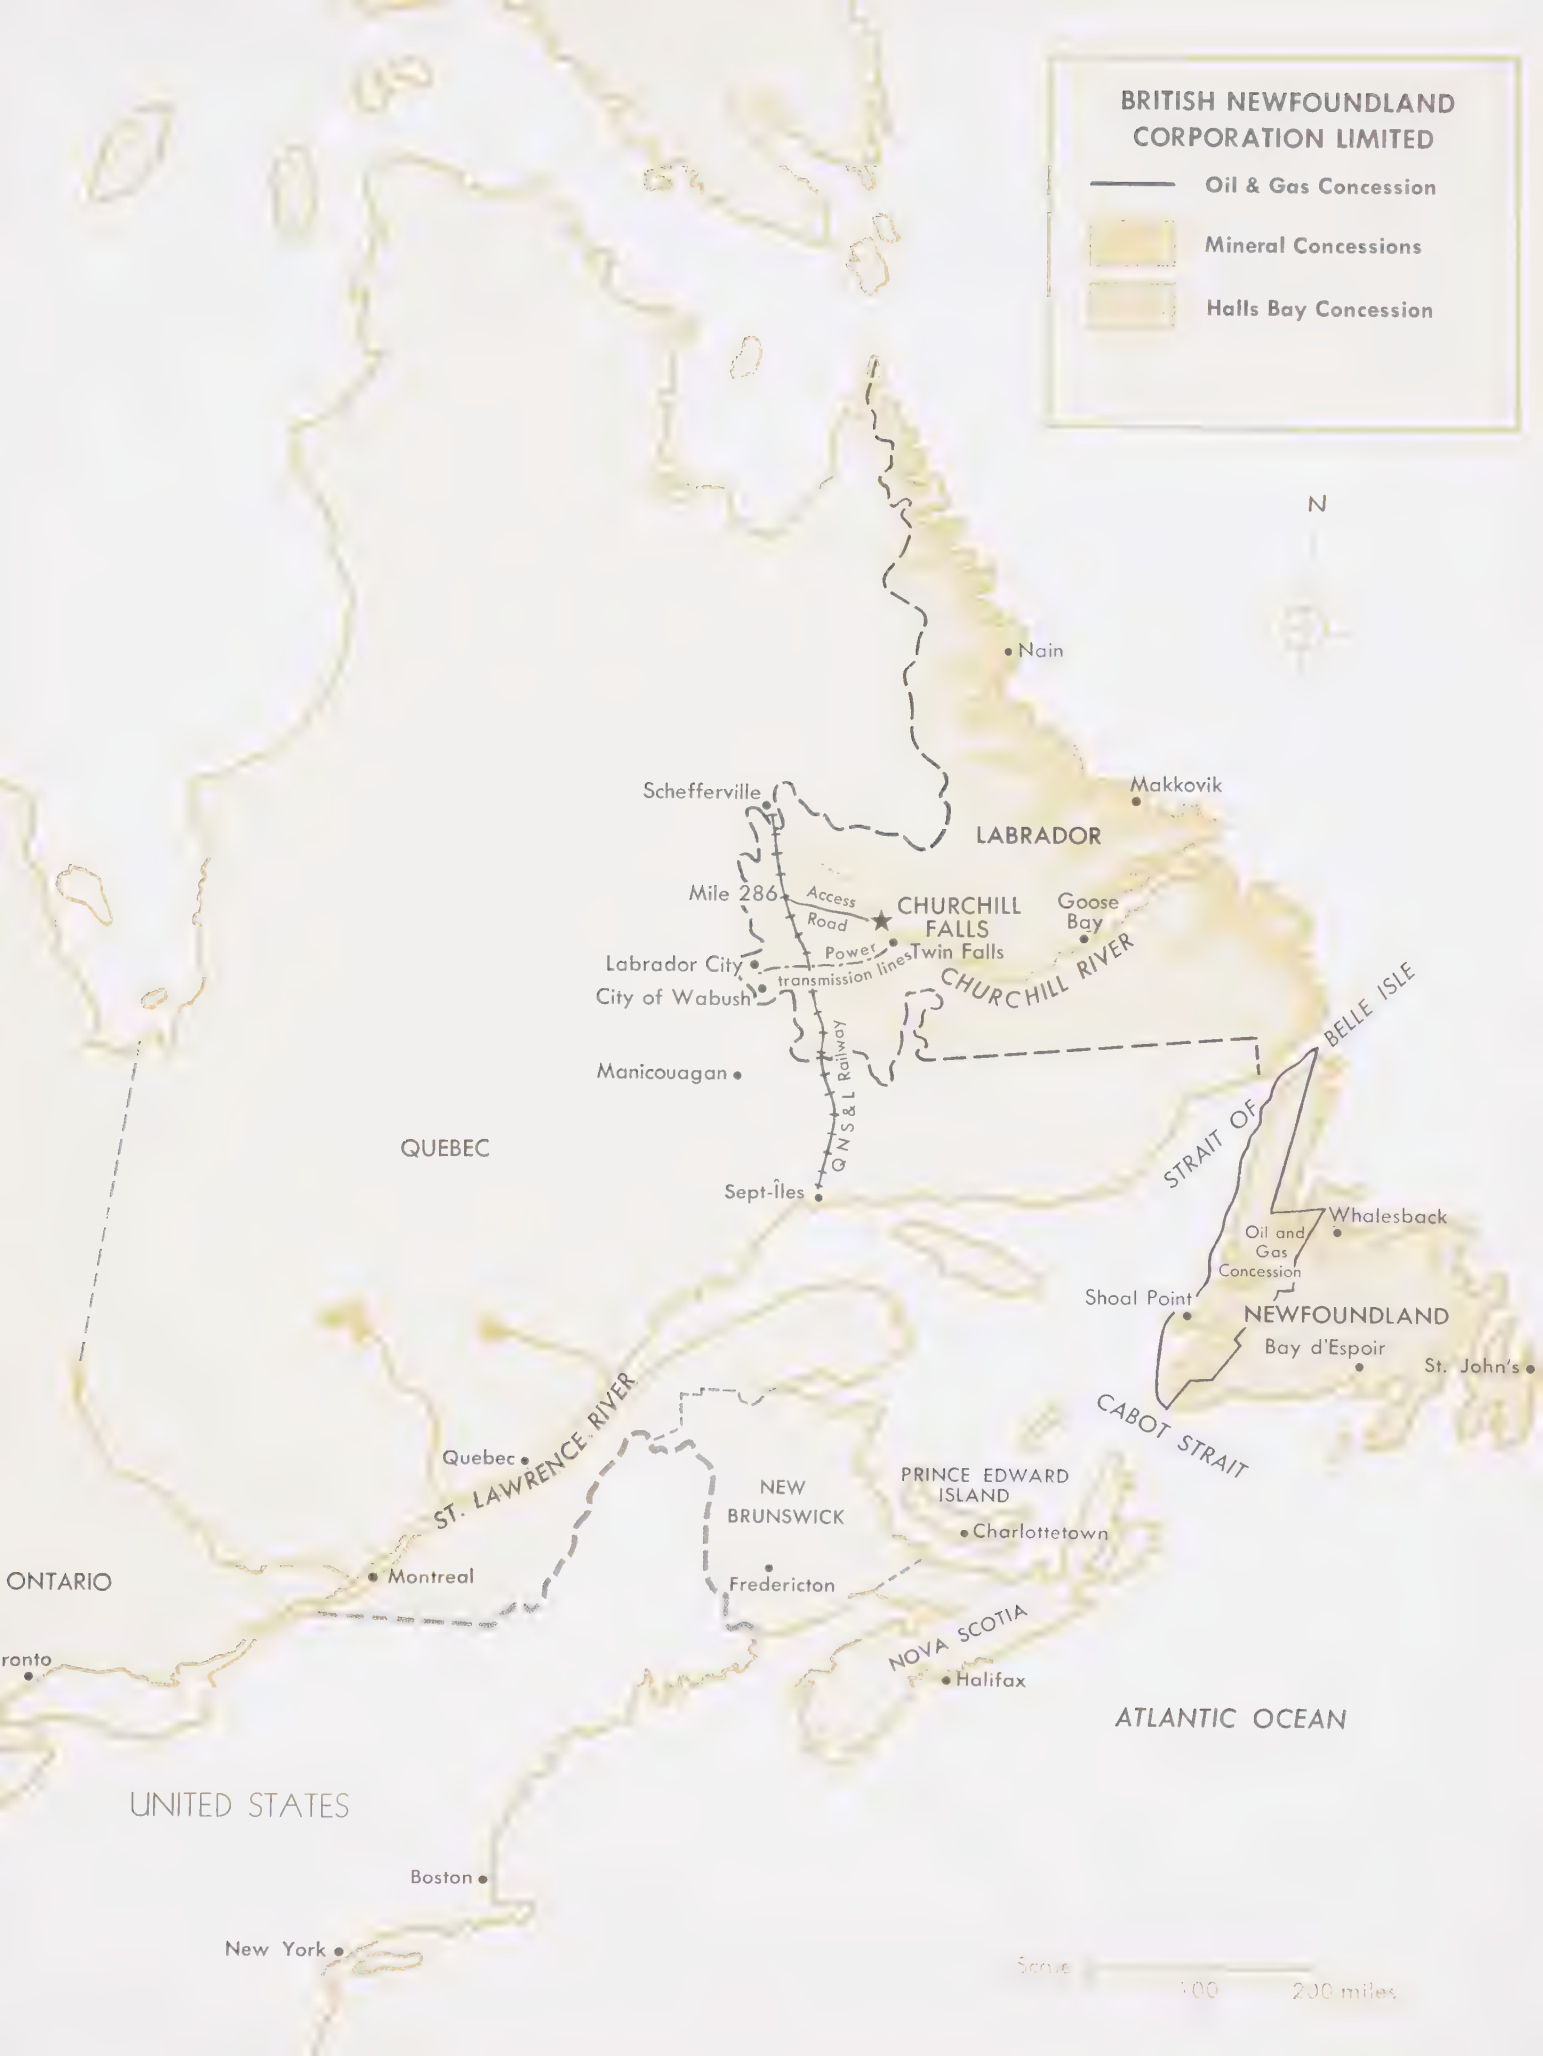 BRITISH NEWFOUNDLAND
CORPORATION LIMITED
Oil & Gas Concession
Mineral Concessions
Halls Bay Concession
N
Nain
Schefferville
Makkovik
LABRADOR
Mile 286
Access
Road
CHURCHILL
FALLS
Goose
Bay
Labrador City
Power
transmission lines
Twin Falls
City of Wabush
CHURCHILL RIVER
STRAIT OF BELLE ISLE
Manicouagan
Q N S & L Railway
QUEBEC
Sept-Îles
Whalesback
Oil and
Gas
Concession
Shoal Point
NEWFOUNDLAND
Bay d'Espoir
St. John's
CABOT STRAIT
Quebec
ST. LAWRENCE RIVER
NEW
BRUNSWICK
PRINCE EDWARD
ISLAND
Charlottetown
ONTARIO
Montreal
Fredericton
NOVA SCOTIA
ronto
Halifax
ATLANTIC OCEAN
UNITED STATES
Boston
New York
Scale
100
200 miles